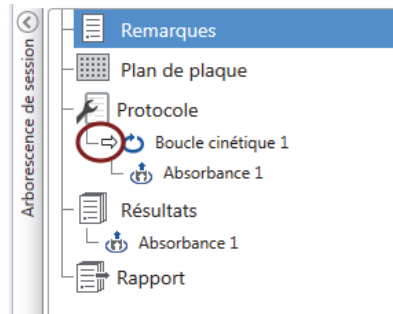 Arborescence de session
Remarques
Plan de plaque
Protocole
Boucle cinétique 1
Absorbance 1
Résultats
Absorbance 1
Rapport